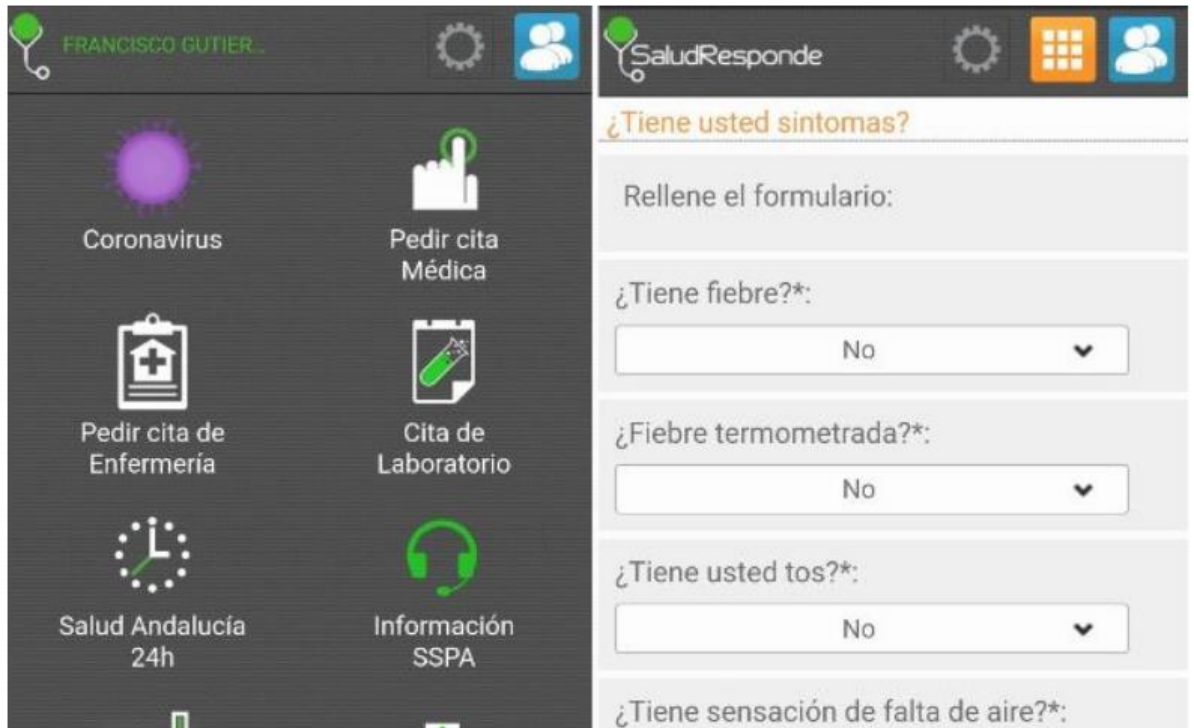 FRANCISCO GUTIER...
Coronavirus
Pedir cita
Médica
Pedir cita de
Enfermería
Cita de
Laboratorio
Salud Andalucía
24h
Información
SSPA
SaludResponde
¿Tiene usted sintomas?
Rellene el formulario:
¿Tiene fiebre?*:
No
¿Fiebre termometrada?*:
No
¿Tiene usted tos?*:
No
¿Tiene sensación de falta de aire?*: